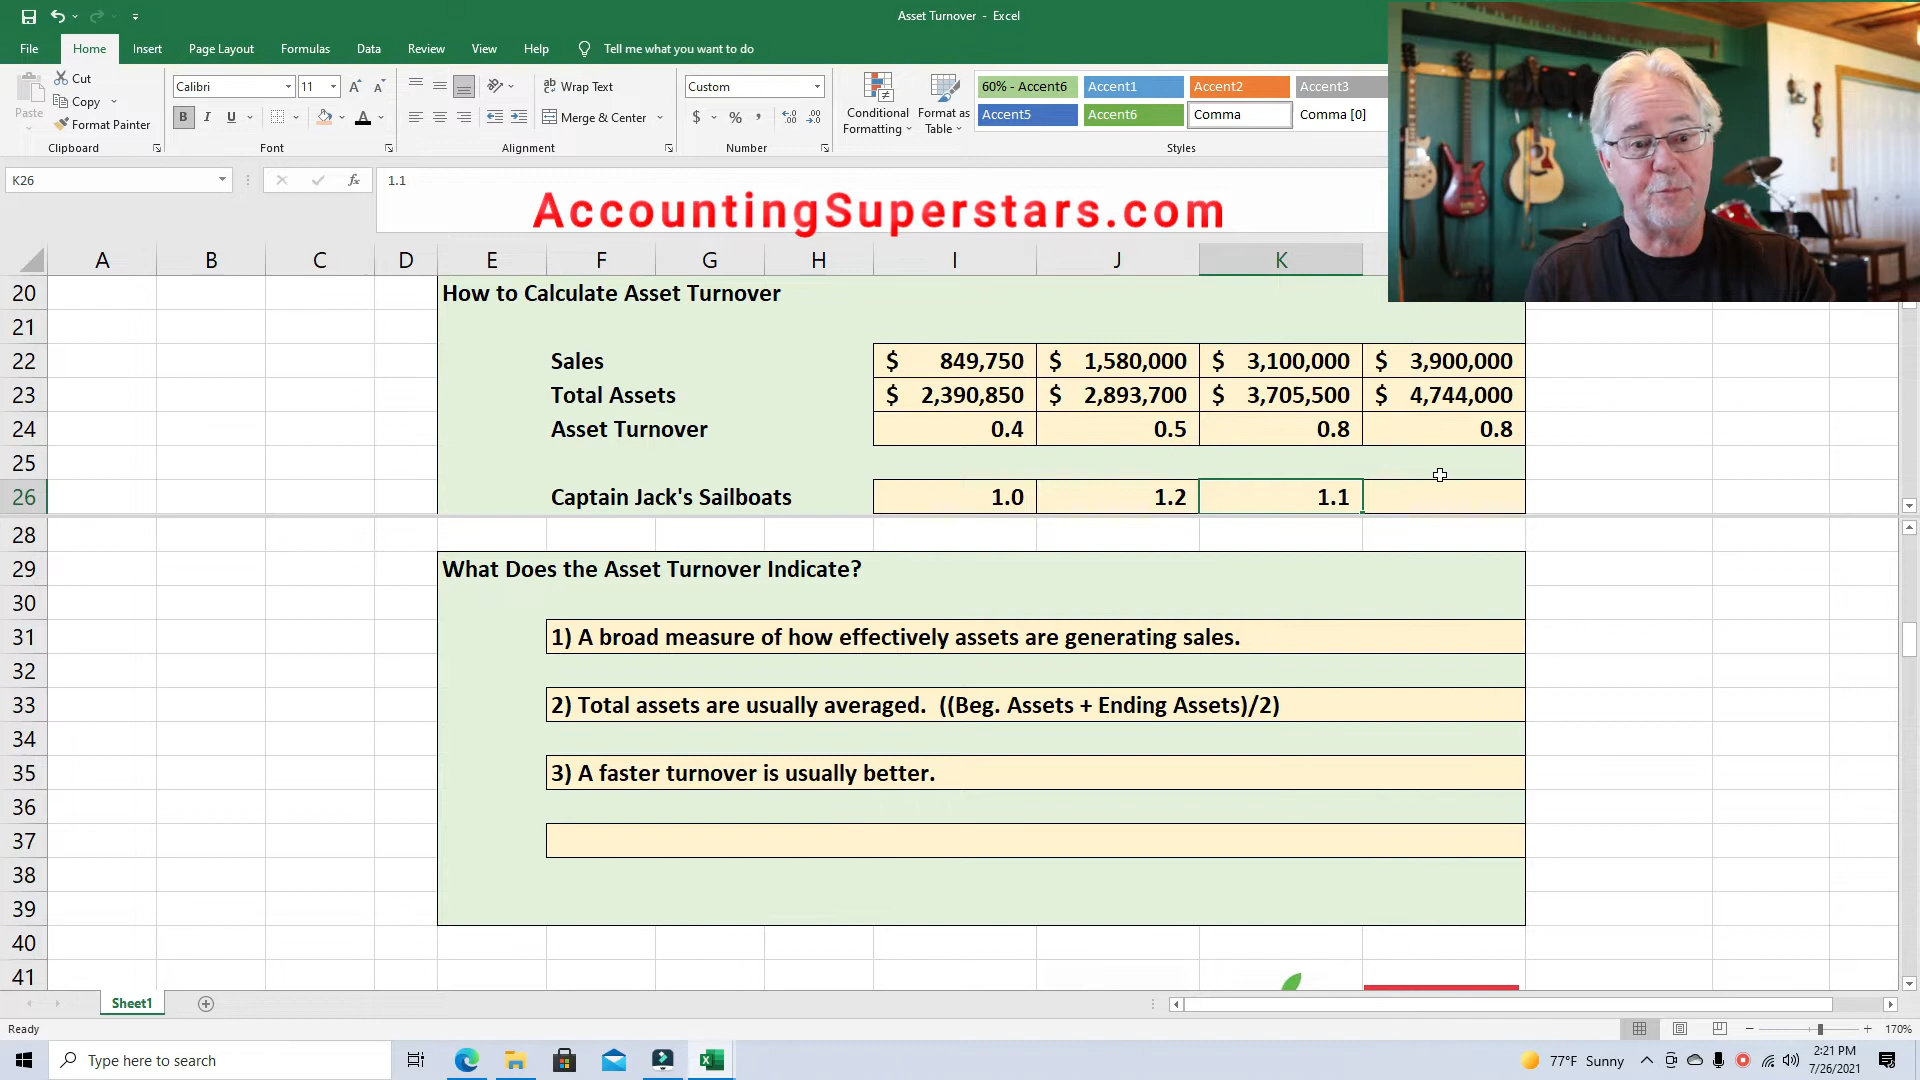 Asset Turnover - Excel
File Home Insert Page Layout Formulas Data Review View Help Tell me what you want to do
Paste
Cut
Copy
Format Painter
Clipboard
Calibri 11
B I U
Font
Wrap Text
Merge & Center
Alignment
Custom
$ % ,
Number
Conditional Formatting
Format as Table
60% - Accent6 Accent1 Accent2 Accent3
Accent5 Accent6 Comma Comma [0]
Styles
K26 fx 1.1
AccountingSuperstars.com
A B C D E F G H I J K
20 How to Calculate Asset Turnover
21
22 Sales $ 849,750 $ 1,580,000 $ 3,100,000 $ 3,900,000
23 Total Assets $ 2,390,850 $ 2,893,700 $ 3,705,500 $ 4,744,000
24 Asset Turnover 0.4 0.5 0.8 0.8
25
26 Captain Jack's Sailboats 1.0 1.2 1.1
28
29 What Does the Asset Turnover Indicate?
30
31 1) A broad measure of how effectively assets are generating sales.
32
33 2) Total assets are usually averaged. ((Beg. Assets + Ending Assets)/2)
34
35 3) A faster turnover is usually better.
36
37
38
39
40
41
Sheet1
Ready 170%
Type here to search
77°F Sunny
2:21 PM
7/26/2021